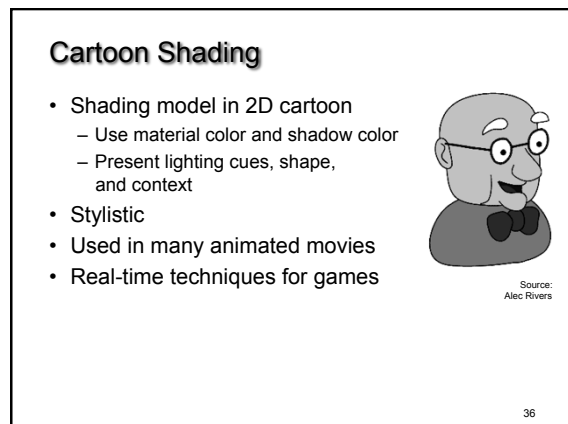 Cartoon Shading
• Shading model in 2D cartoon
– Use material color and shadow color
– Present lighting cues, shape,
and context
• Stylistic
• Used in many animated movies
• Real-time techniques for games
Source:
Alec Rivers
36